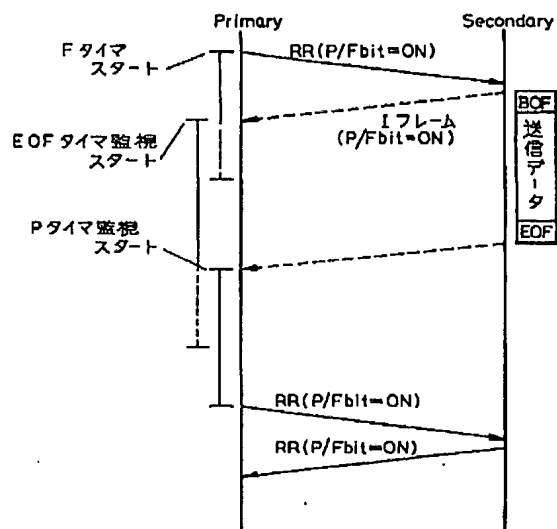 Primary
Secondary
Fタイマ
スタート
RR(P/Fbit=ON)
Iフレーム
(P/Fbit=ON)
BOF
送信データ
EOF
EOFタイマ監視
スタート
Pタイマ監視
スタート
RR(P/Fbit=ON)
RR(P/Fbit=ON)